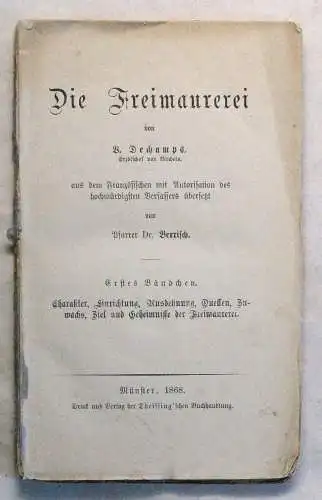 Die Freimaurerei
von
V. Dechamps.
Erzbischof von Mecheln.
aus dem Französischen mit Autorisation des
hochwürdigsten Verfassers übersetzt
von
Pfarrer Dr. Berrisch.
Erstes Bändchen.
Charakter, Einrichtung, Ausdehnung, Quellen, Zu-
wachs, Ziel und Geheimnisse der Freimaurerei.
Münster, 1868.
Druck und Verlag der Theissing'schen Buchhandlung.